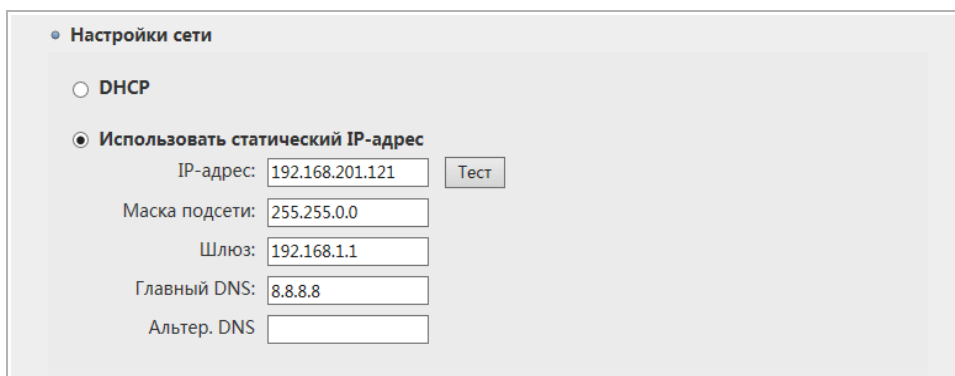 Настройки сети
DHCP
Использовать статический IP-адрес
IP-адрес: 192.168.201.121 Тест
Маска подсети: 255.255.0.0
Шлюз: 192.168.1.1
Главный DNS: 8.8.8.8
Альтер. DNS